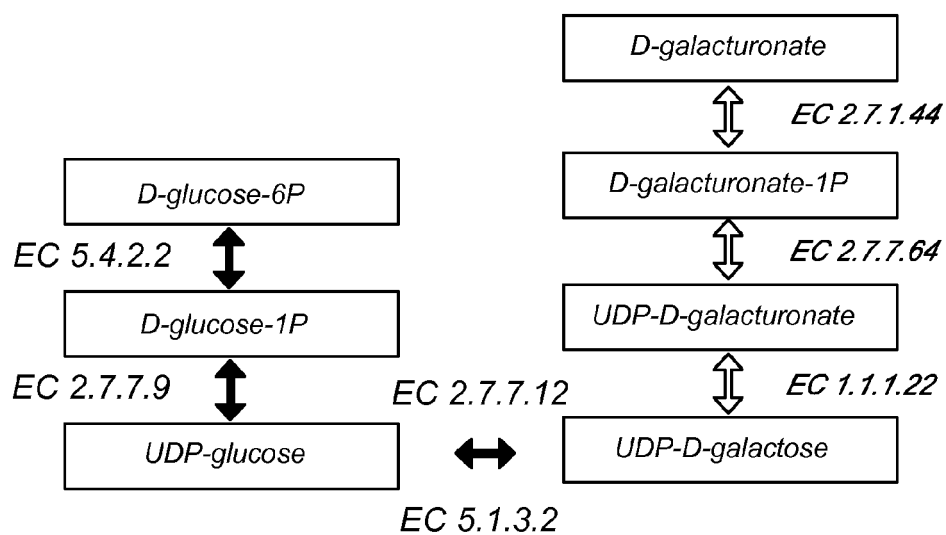 D-galacturonate
EC 2.7.1.44
D-glucose-6P
D-galacturonate-1P
EC 5.4.2.2
EC 2.7.7.64
D-glucose-1P
UDP-D-galacturonate
EC 2.7.7.9
EC 2.7.7.12
EC 1.1.1.22
UDP-glucose
UDP-D-galactose
EC 5.1.3.2